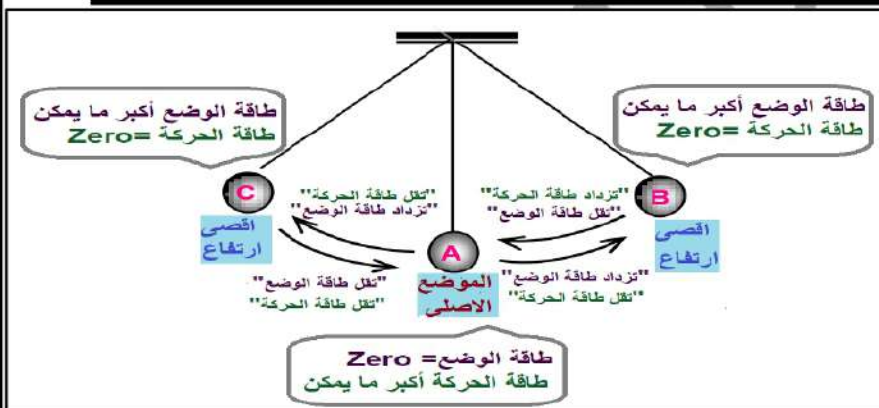 طاقة الوضع أكبر ما يمكن
طاقة الحركة =Zero
طاقة الوضع أكبر ما يمكن
طاقة الحركة =Zero
C
B
"تقل طاقة الحركة"
"تزداد طاقة الوضع"
"تزداد طاقة الحركة"
"تقل طاقة الوضع"
اقصى
ارتفاع
اقصى
ارتفاع
A
"تقل طاقة الوضع"
"تقل طاقة الحركة"
الموضع
الاصلى
"تزداد طاقة الوضع"
"تقل طاقة الحركة"
طاقة الوضع= Zero
طاقة الحركة أكبر ما يمكن